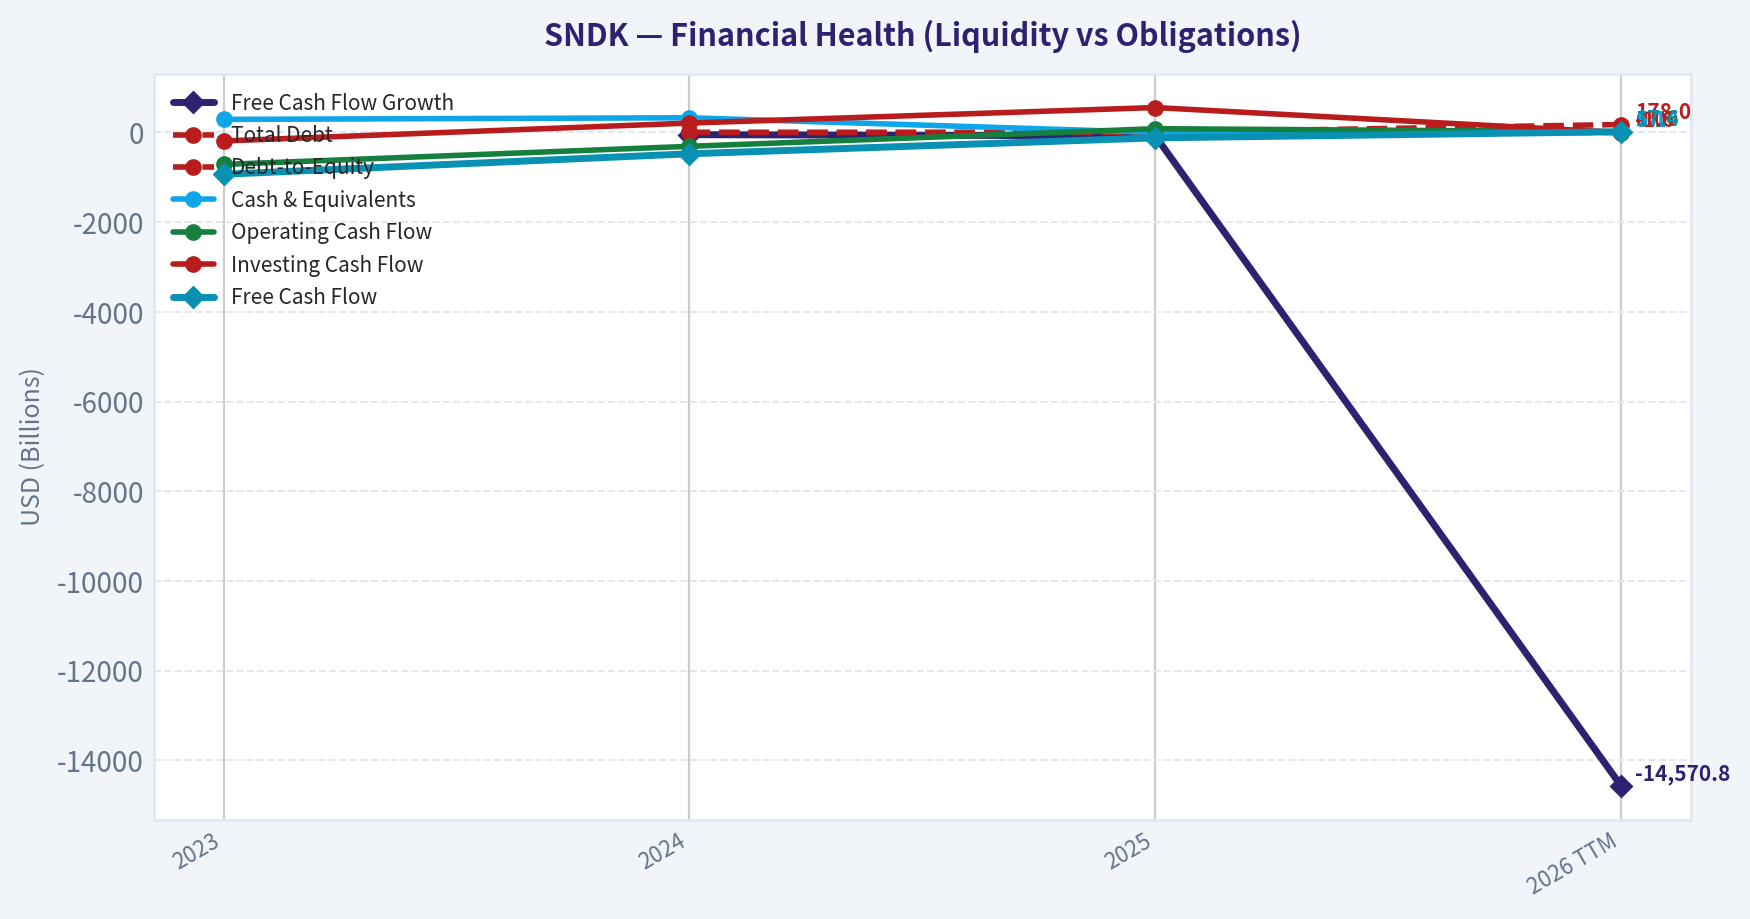 SNDK — Financial Health (Liquidity vs Obligations)
Free Cash Flow Growth
Total Debt
Debt-to-Equity
Cash & Equivalents
Operating Cash Flow
Investing Cash Flow
Free Cash Flow
USD (Billions)
0
-2000
-4000
-6000
-8000
-10000
-12000
-14000
178.0
-14,570.8
2023
2024
2025
2026 TTM